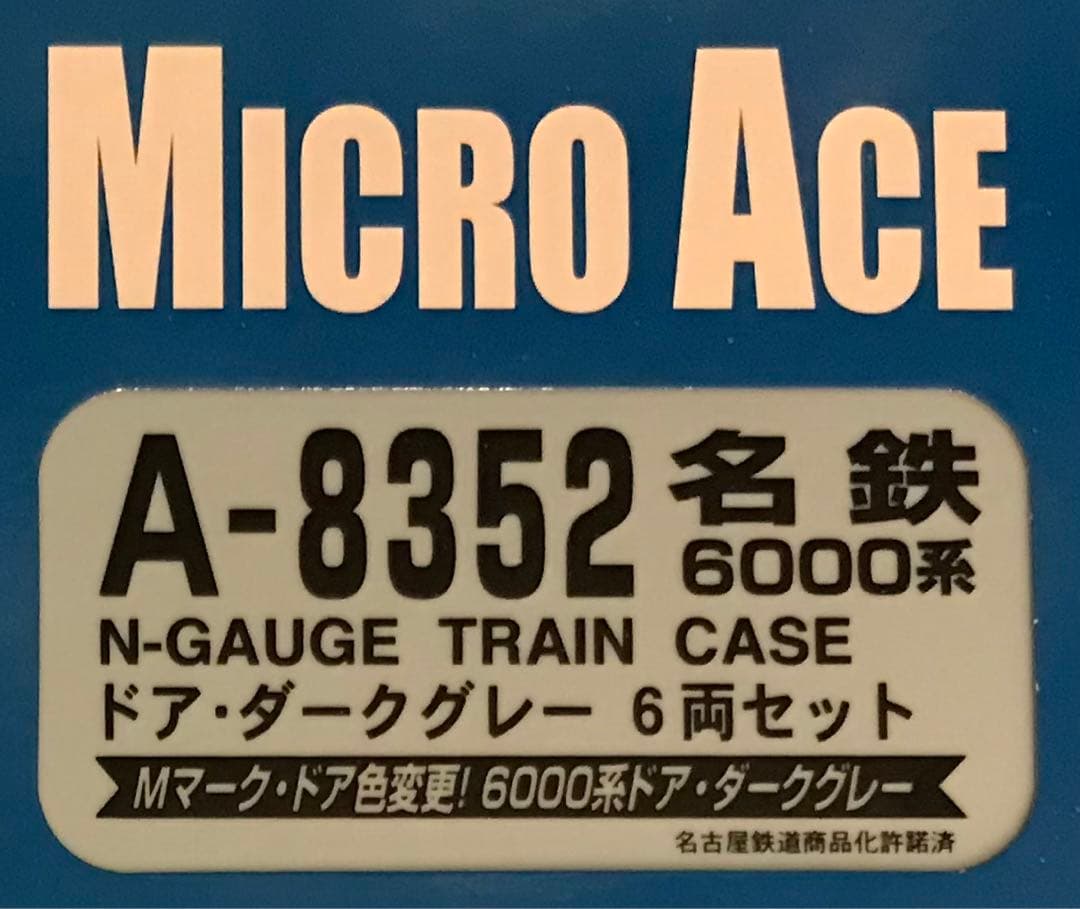 MICRO ACE
A-8352 名鉄
6000系
N-GAUGE TRAIN CASE
ドア・ダークグレー 6両セット
Mマーク・ドア色変更! 6000系ドア・ダークグレー
名古屋鉄道商品化許諾済